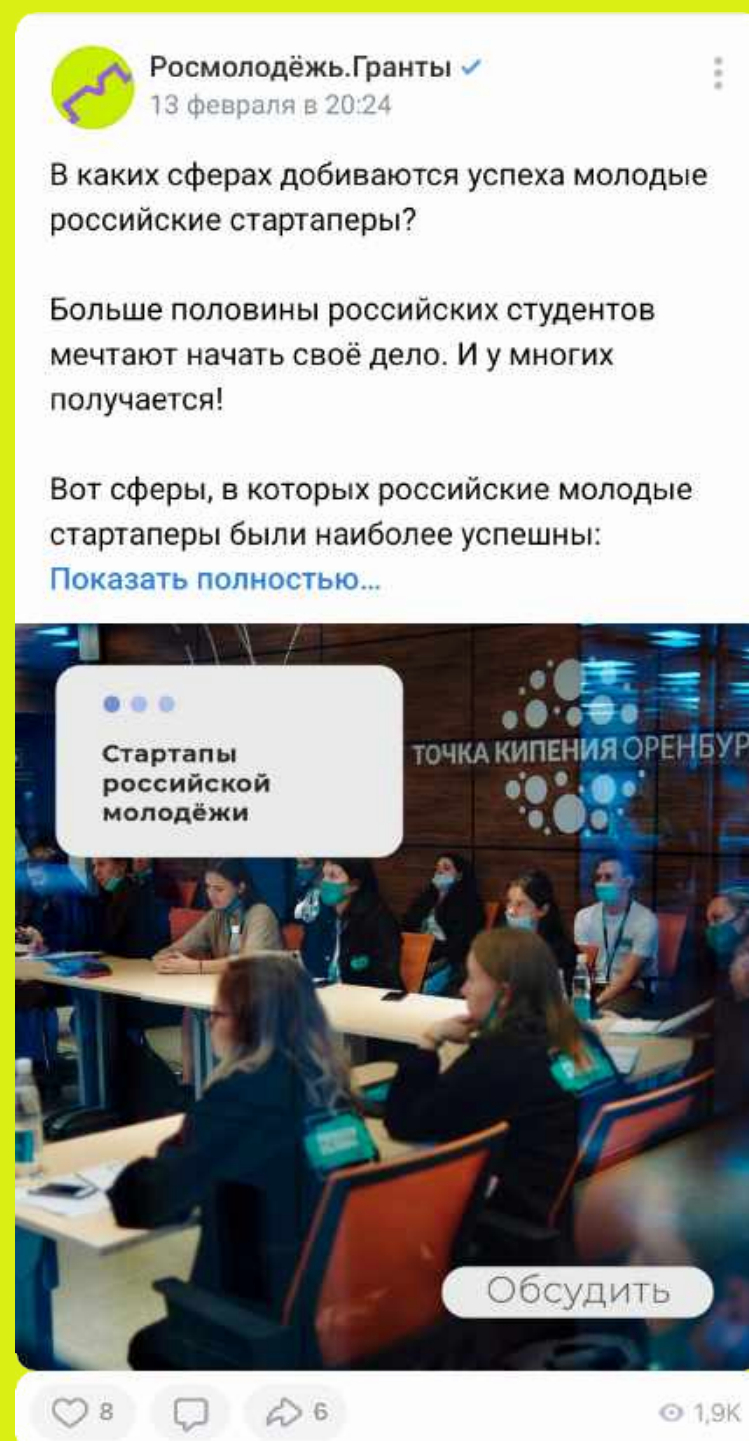 Росмолодёжь.Гранты
13 февраля в 20:24
В каких сферах добиваются успеха молодые
российские стартаперы?
Больше половины российских студентов
мечтают начать своё дело. И у многих
получается!
Вот сферы, в которых российские молодые
стартаперы были наиболее успешны:
Показать полностью...
Стартапы
российской
молодёжи
ТОЧКА КИПЕНИЯ ОРЕНБУР
Обсудить
8
6
1,9K